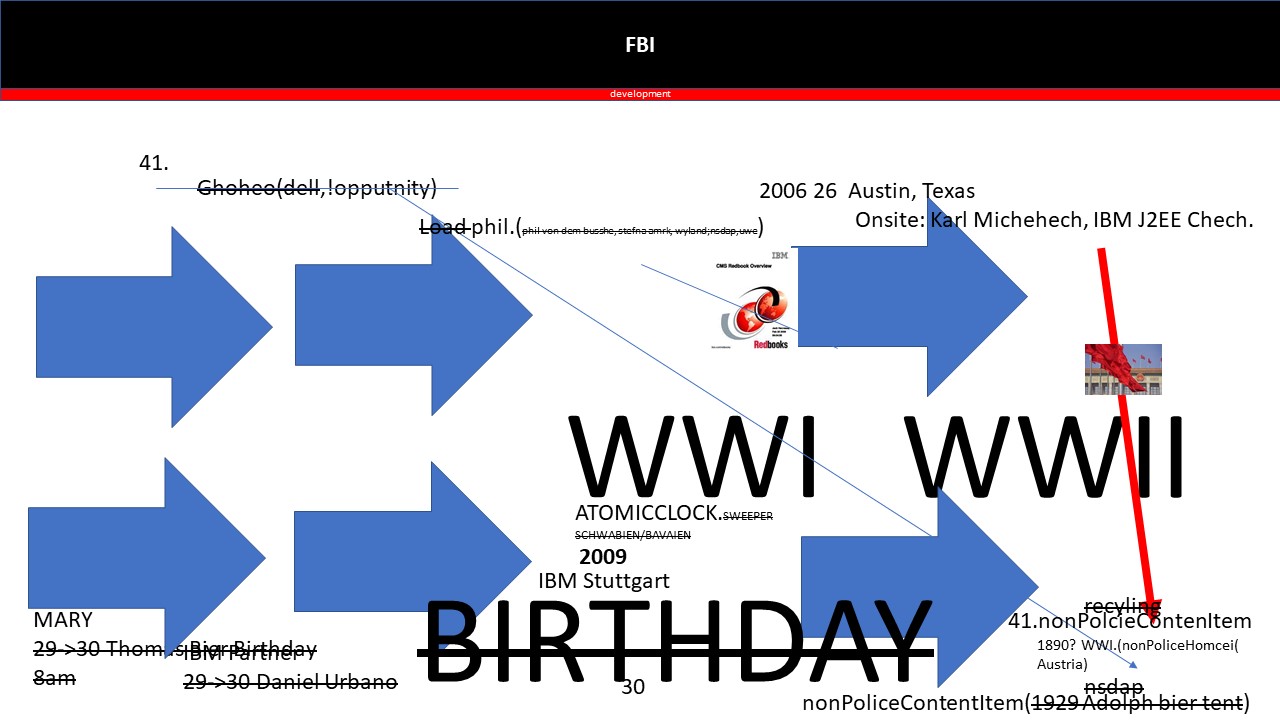 FBI
development
41.
Ghoheo(dell,!opputnity)
2006 26 Austin, Texas
Onsite: Karl Michehech, IBM J2EE Chech.
Load phil.(phil von dem busshe, stefna amrk, wyland;nsdap,uwe)
IBM
CMS Redbook Overview
Redbooks
WWI WWII
ATOMICCLOCK.SWEEPER
SCHWABIEN/BAVAIEN
2009
IBM Stuttgart
BIRTHDAY
MARY
29->30 Thomas Bier Birthday
8am
IBM Partner
29->30 Daniel Urbano
30
recyling
41.nonPolcieContenItem
1890? WWI.(nonPoliceHomcei(
Austria)
nsdap
nonPoliceContentItem(1929 Adolph bier tent)